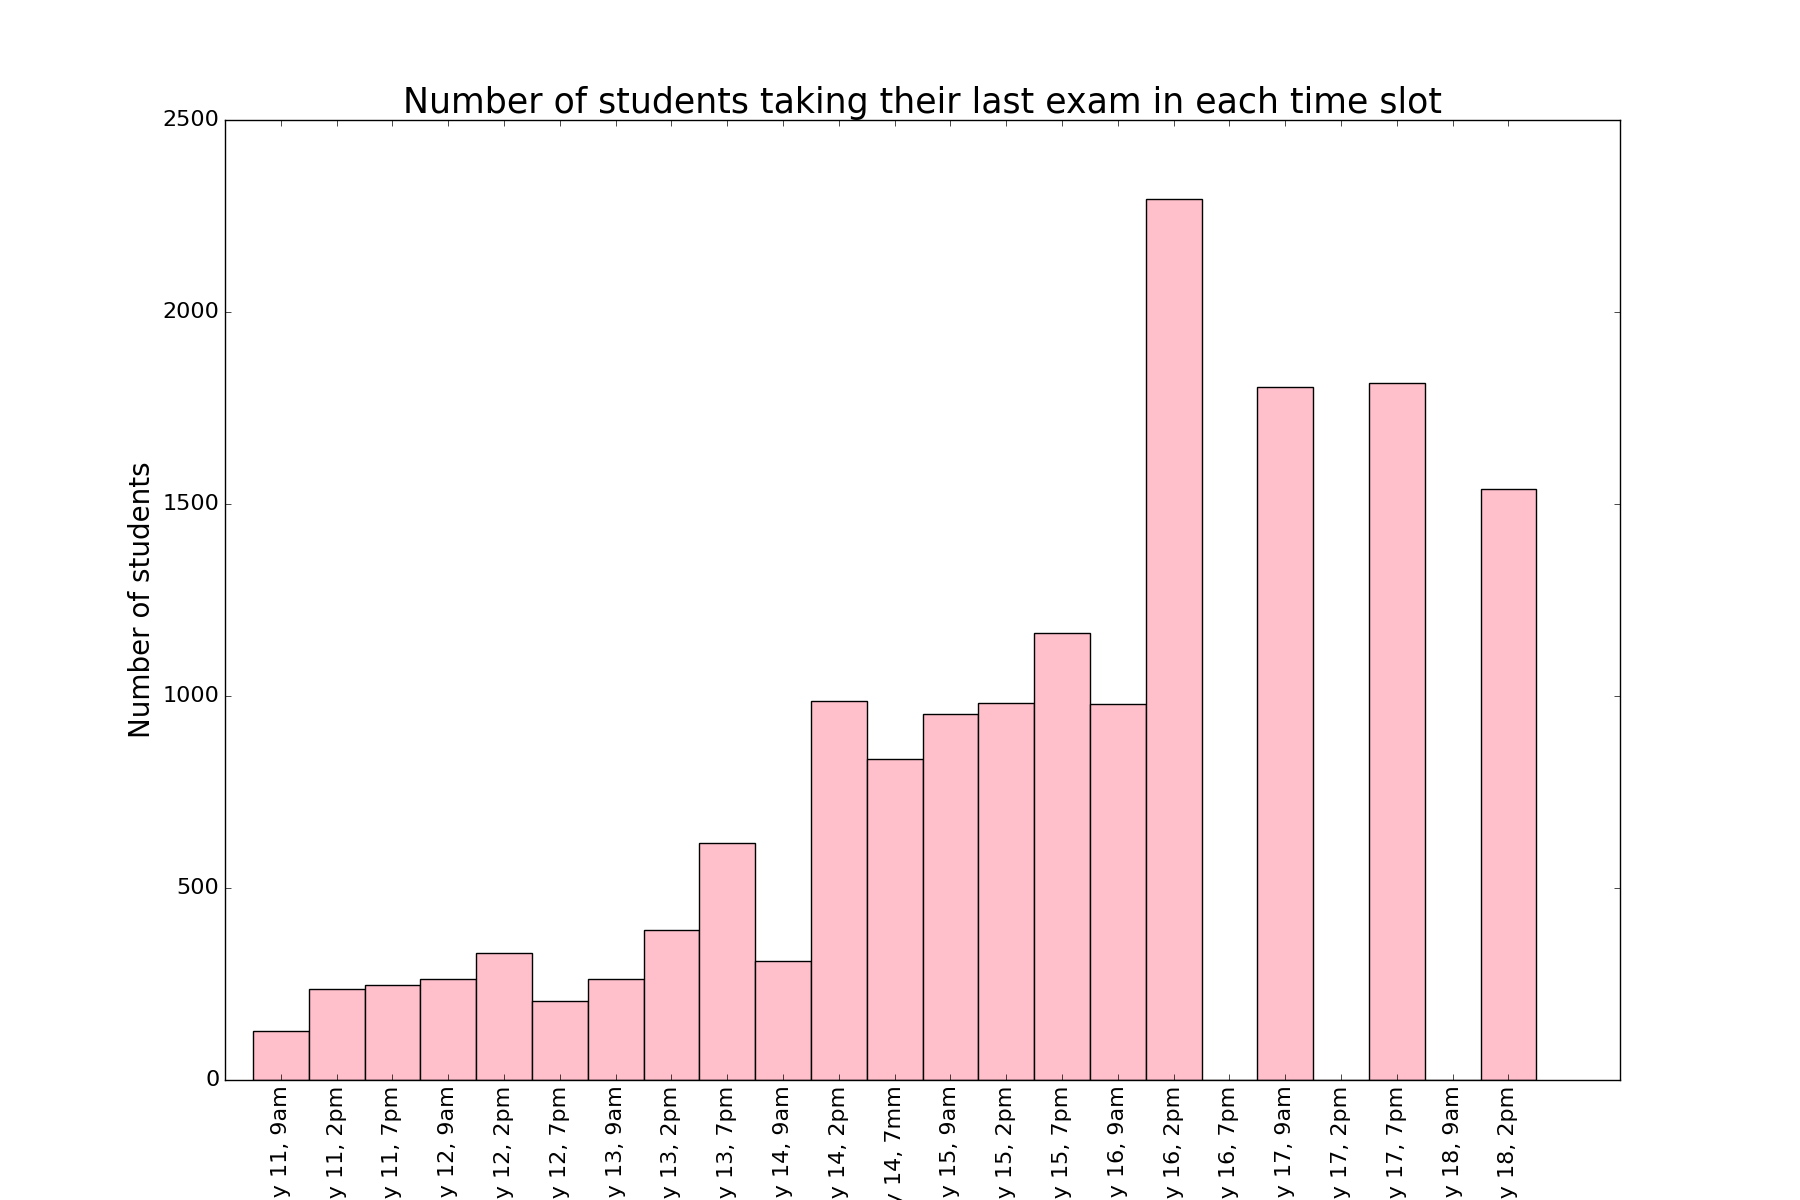 Number of students taking their last exam in each time slot
Number of students
2500
2000
1500
1000
500
0
y 11, 9am
y 11, 2pm
y 11, 7pm
y 12, 9am
y 12, 2pm
y 12, 7pm
y 13, 9am
y 13, 2pm
y 13, 7pm
y 14, 9am
y 14, 2pm
y 14, 7mm
y 15, 9am
y 15, 2pm
y 15, 7pm
y 16, 9am
y 16, 2pm
y 16, 7pm
y 17, 9am
y 17, 2pm
y 17, 7pm
y 18, 9am
y 18, 2pm